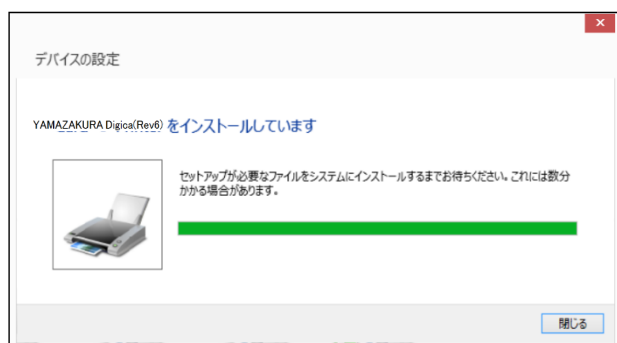 デバイスの設定
YAMAZAKURA Digica(Rev6) をインストールしています
セットアップが必要なファイルをシステムにインストールするまでお待ちください。これには数分
かかる場合があります。
閉じる